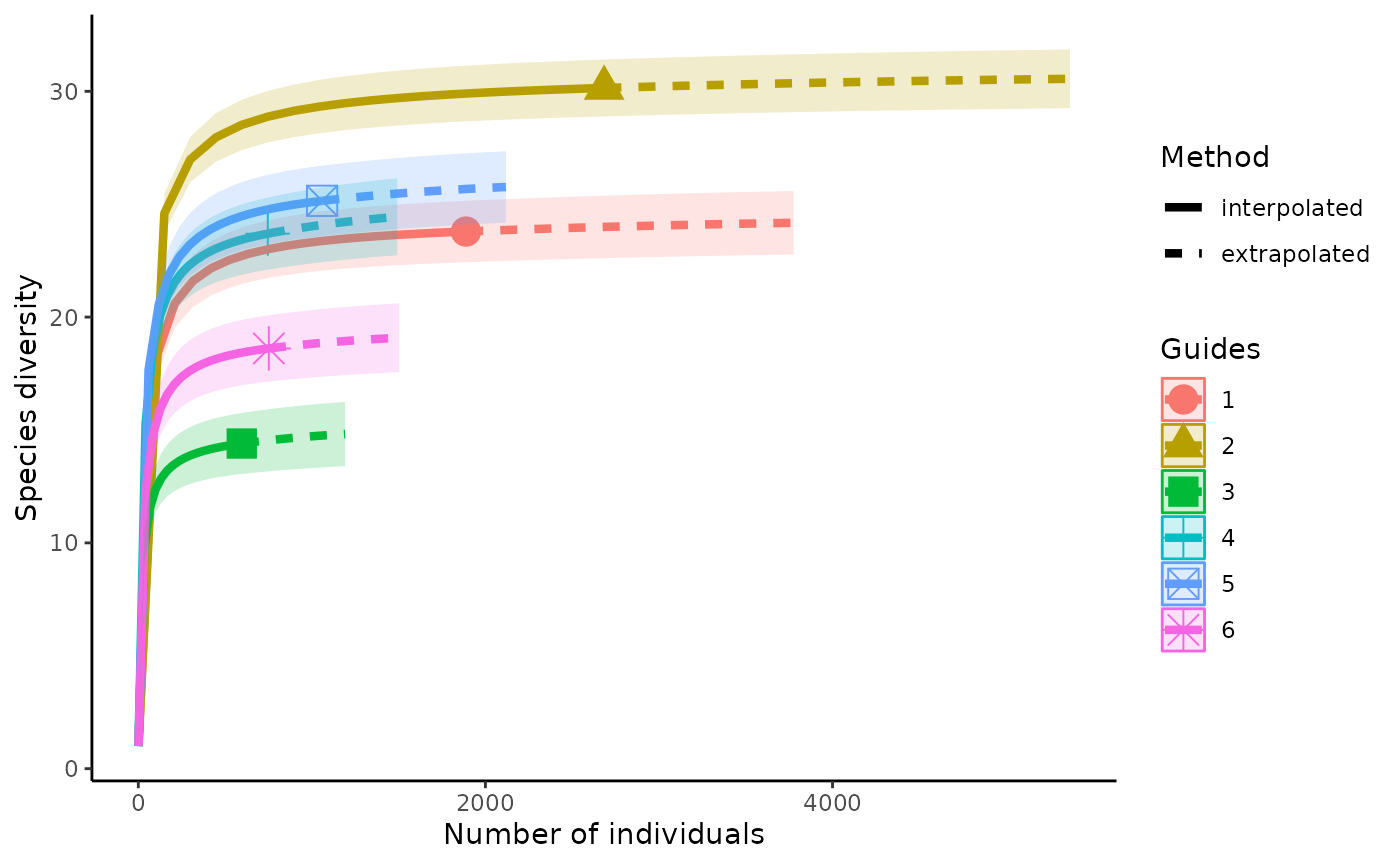 30
20
10
0
Species diversity
0 2000 4000
Number of individuals
Method
interpolated
extrapolated
Guides
1
2
3
4
5
6